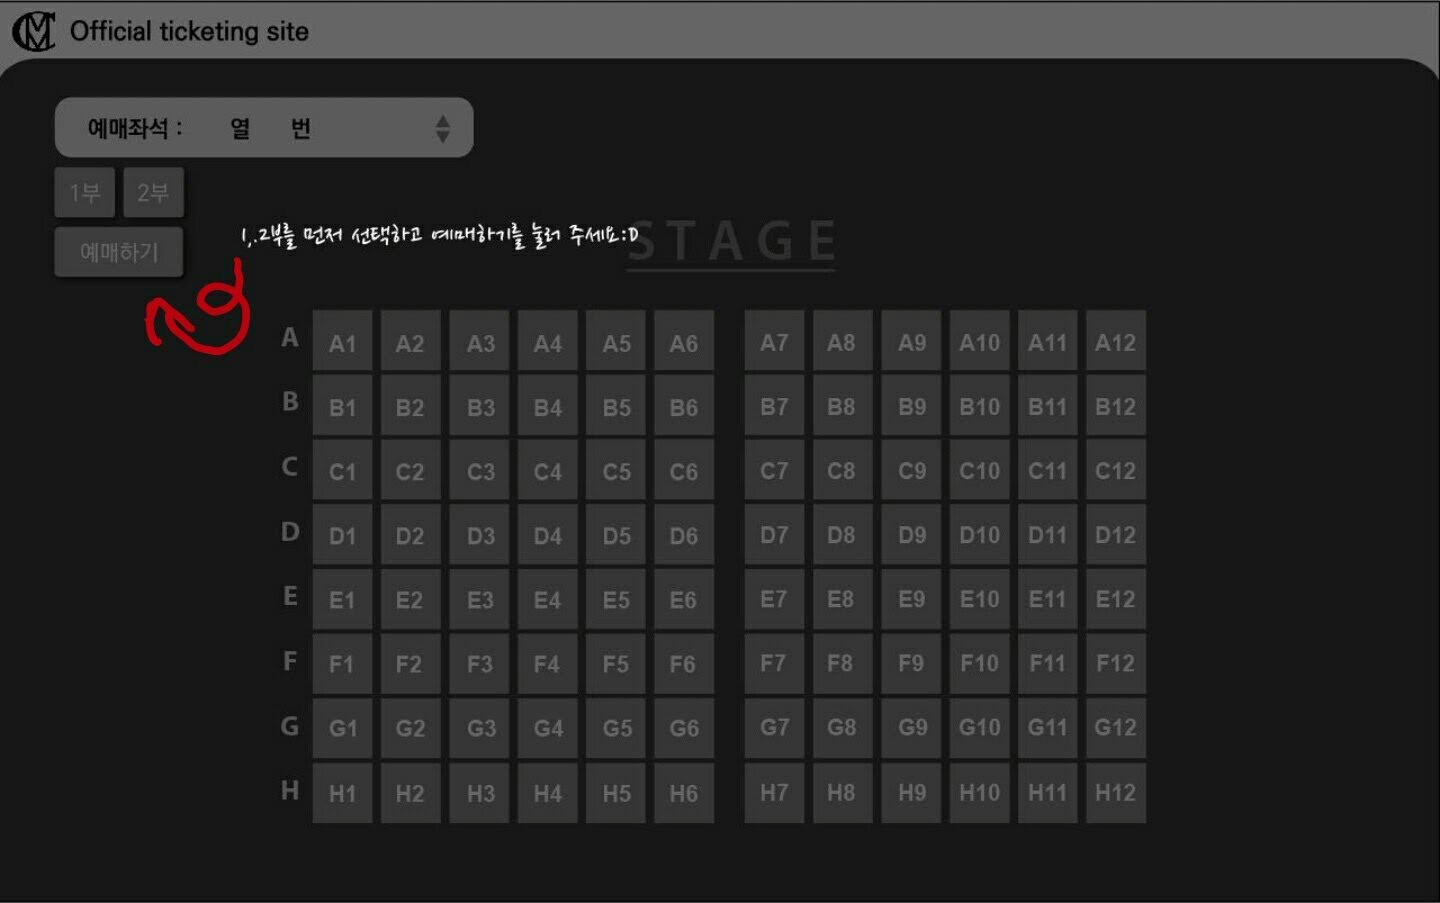 Official ticketing site
예매좌석 : 열 번
1부 2부
1,.2부를 먼저 선택하고 예매하기를 눌러 주세요:D
STAGE
예매하기
A A1 A2 A3 A4 A5 A6 A7 A8 A9 A10 A11 A12
B B1 B2 B3 B4 B5 B6 B7 B8 B9 B10 B11 B12
C C1 C2 C3 C4 C5 C6 C7 C8 C9 C10 C11 C12
D D1 D2 D3 D4 D5 D6 D7 D8 D9 D10 D11 D12
E E1 E2 E3 E4 E5 E6 E7 E8 E9 E10 E11 E12
F F1 F2 F3 F4 F5 F6 F7 F8 F9 F10 F11 F12
G G1 G2 G3 G4 G5 G6 G7 G8 G9 G10 G11 G12
H H1 H2 H3 H4 H5 H6 H7 H8 H9 H10 H11 H12